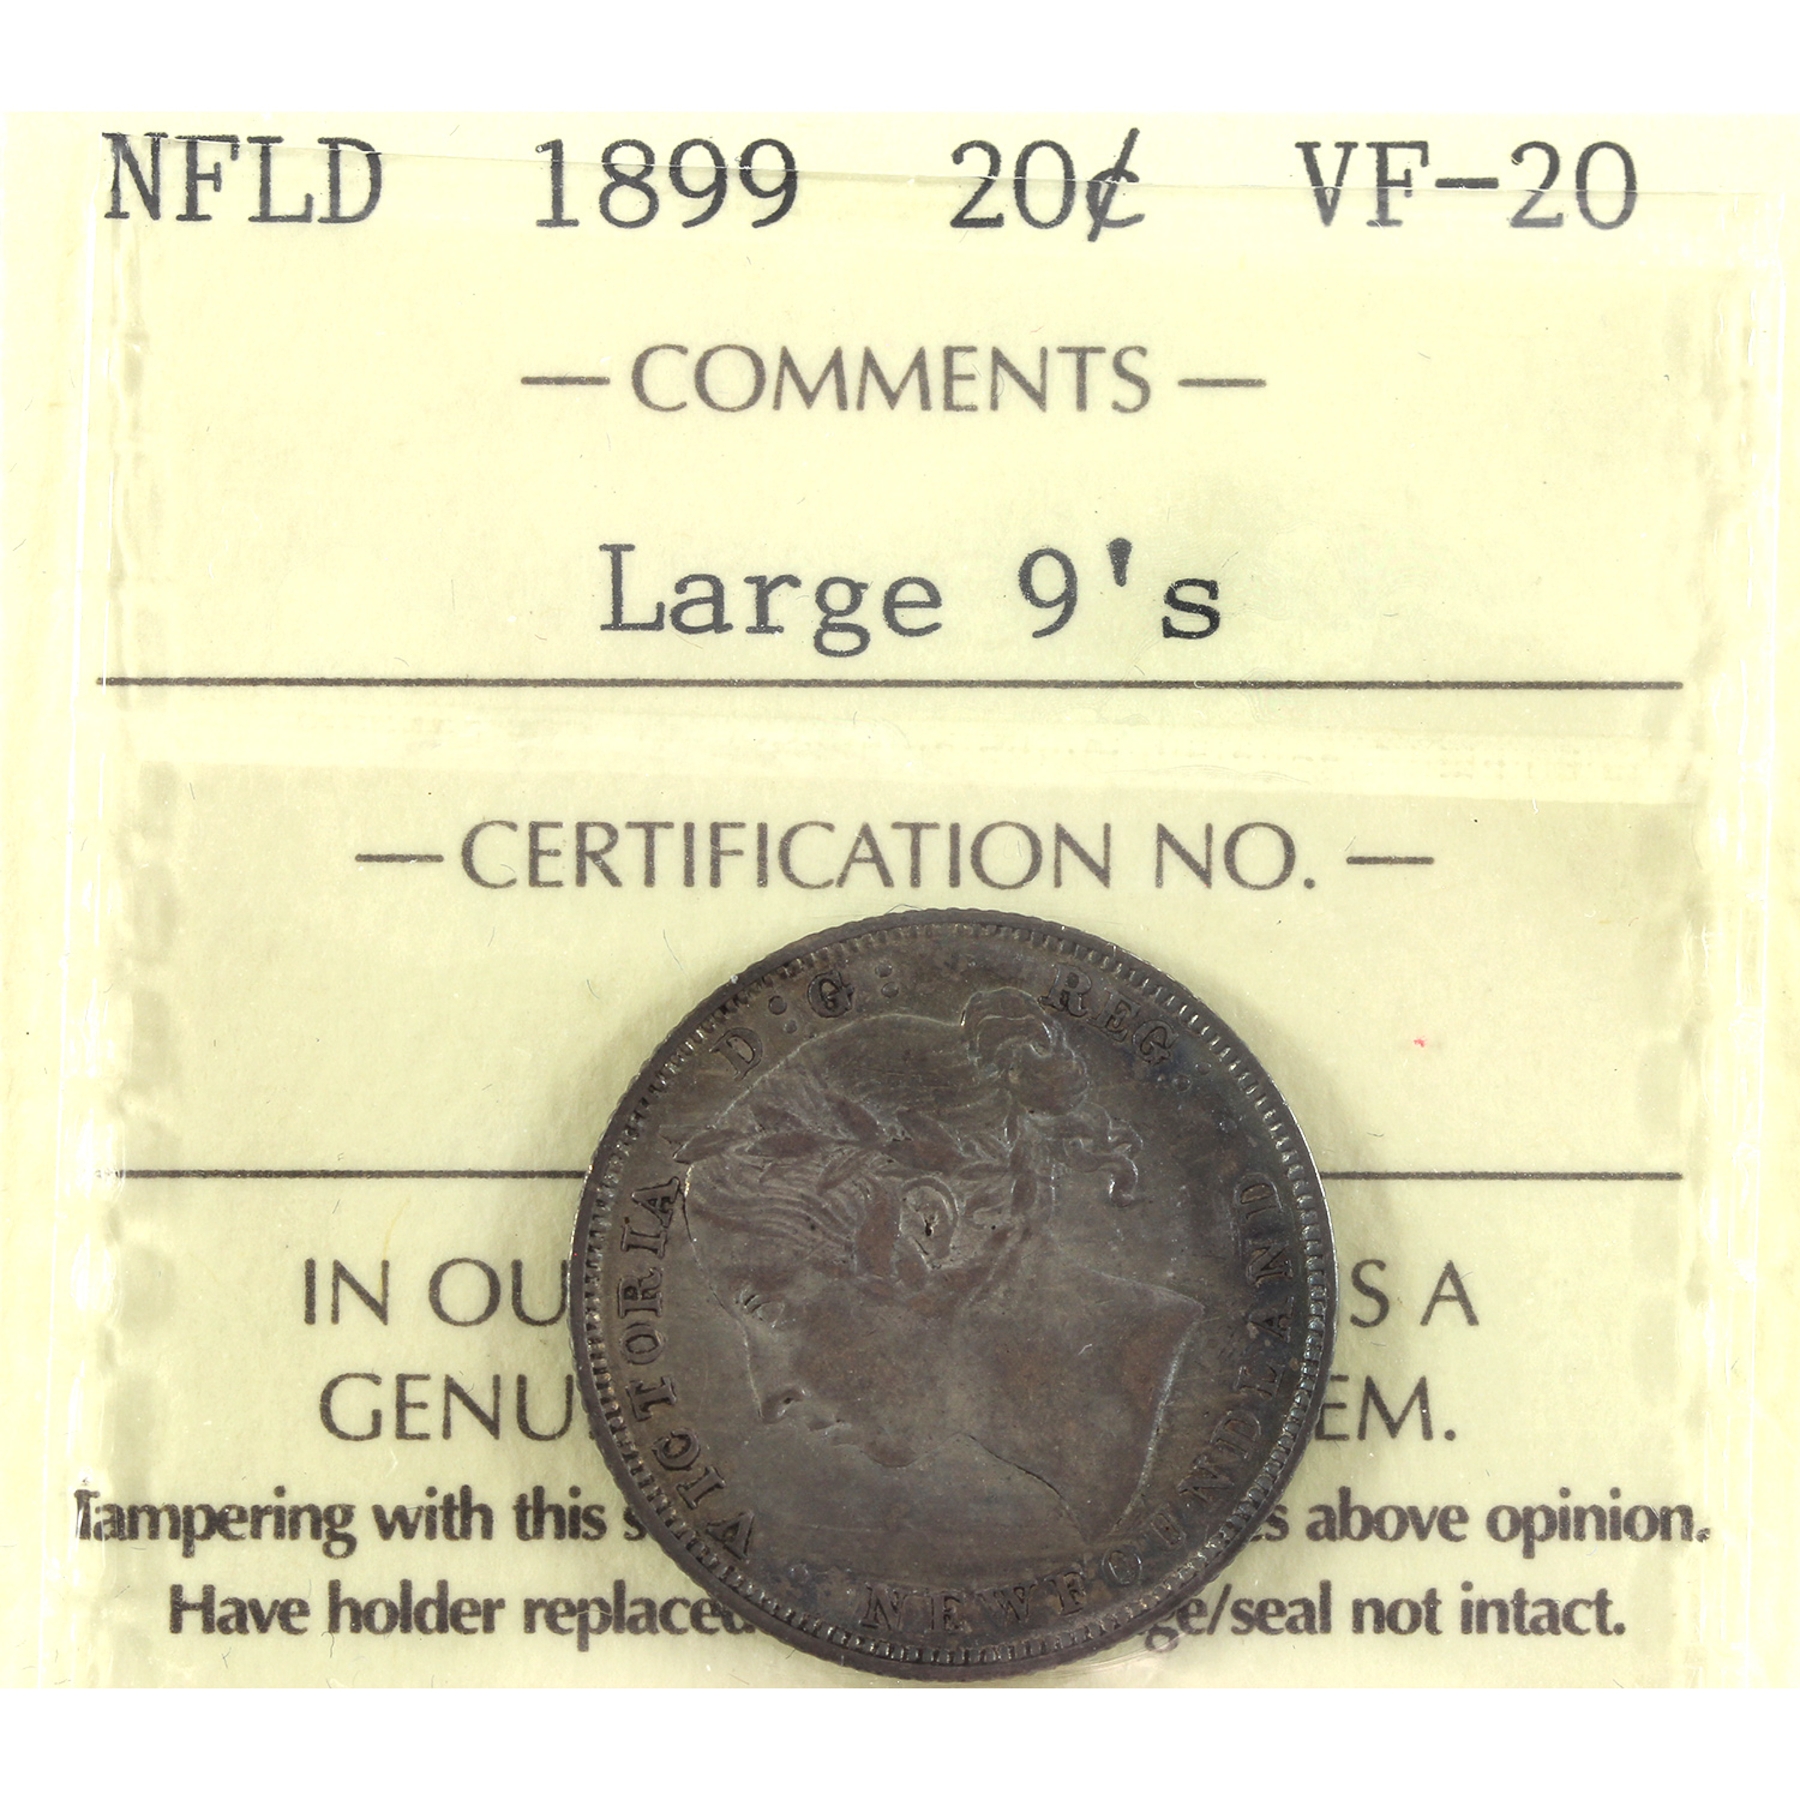 NFLD 1899 20¢ VF-20
— COMMENTS —
Large 9's
— CERTIFICATION NO. —
IN OU S A
GENU EM.
Tampering with this s es above opinion.
Have holder replaced ge/seal not intact.
VICTORIA D·G: REG:
·NEWFOUNDLAND